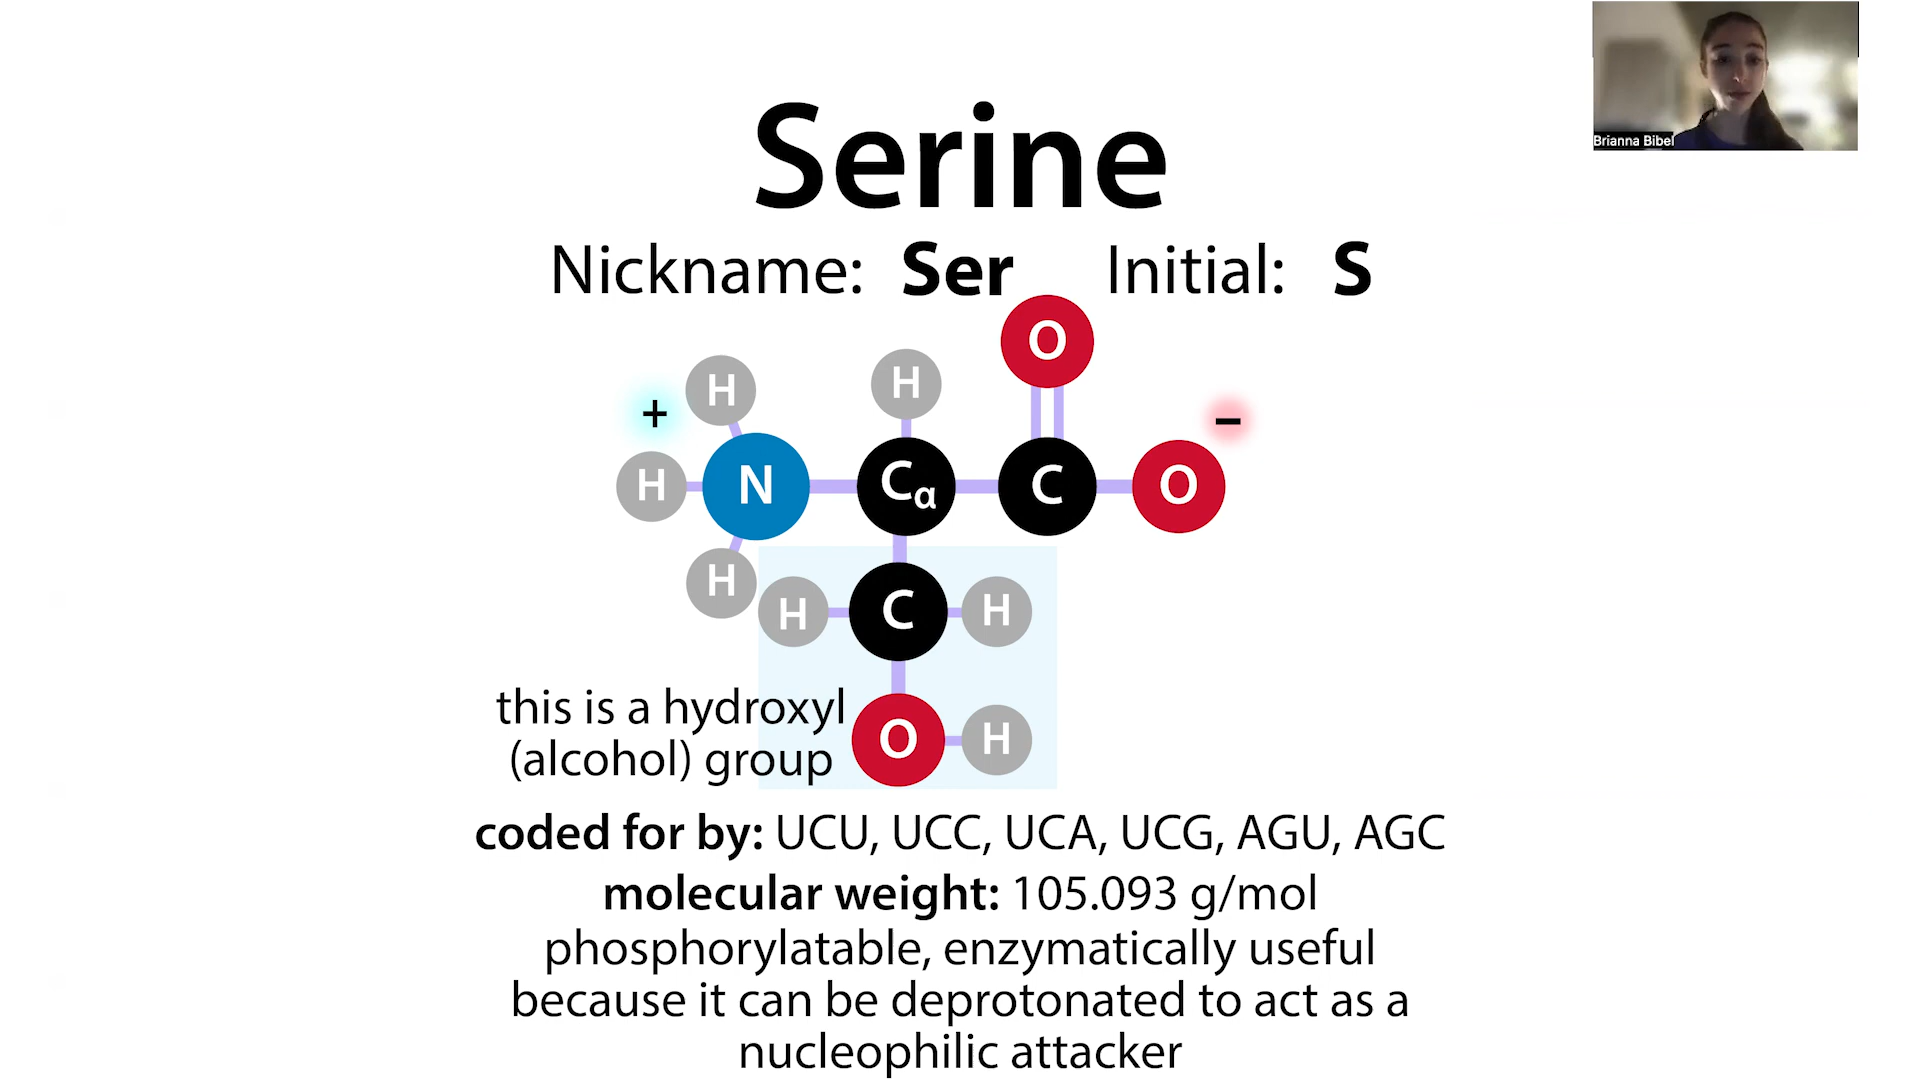 Brianna Bibel
Serine
Nickname: Ser Initial: S
O
H H
+ −
H N Cα C O
H
H C H
this is a hydroxyl
(alcohol) group
O H
coded for by: UCU, UCC, UCA, UCG, AGU, AGC
molecular weight: 105.093 g/mol
phosphorylatable, enzymatically useful
because it can be deprotonated to act as a
nucleophilic attacker